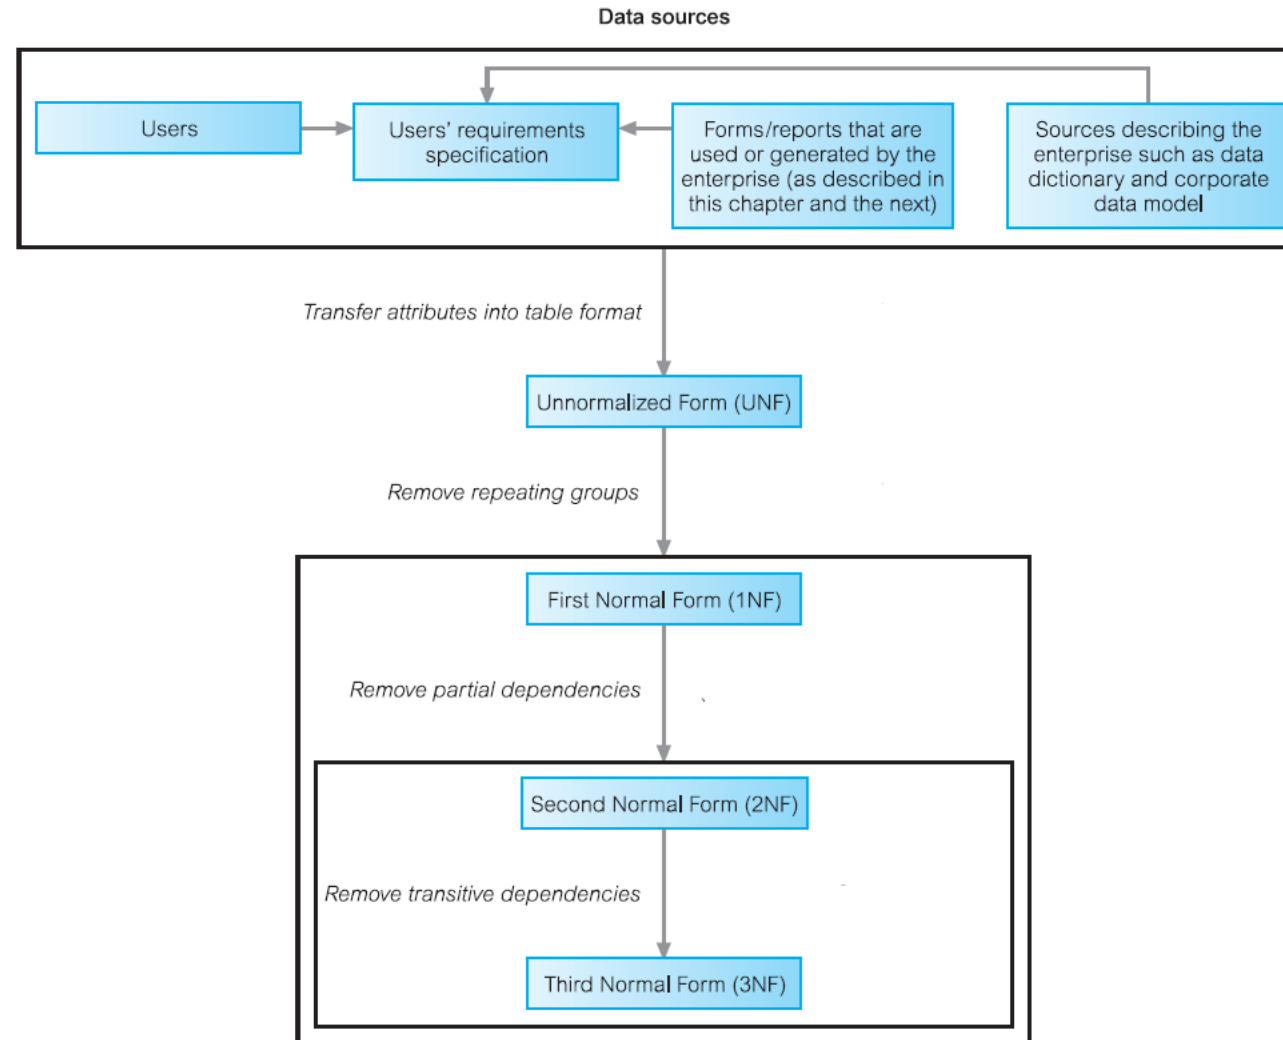 Data sources
Users
Users' requirements
specification
Forms/reports that are
used or generated by the
enterprise (as described in
this chapter and the next)
Sources describing the
enterprise such as data
dictionary and corporate
data model
Transfer attributes into table format
Unnormalized Form (UNF)
Remove repeating groups
First Normal Form (1NF)
Remove partial dependencies
Second Normal Form (2NF)
Remove transitive dependencies
Third Normal Form (3NF)